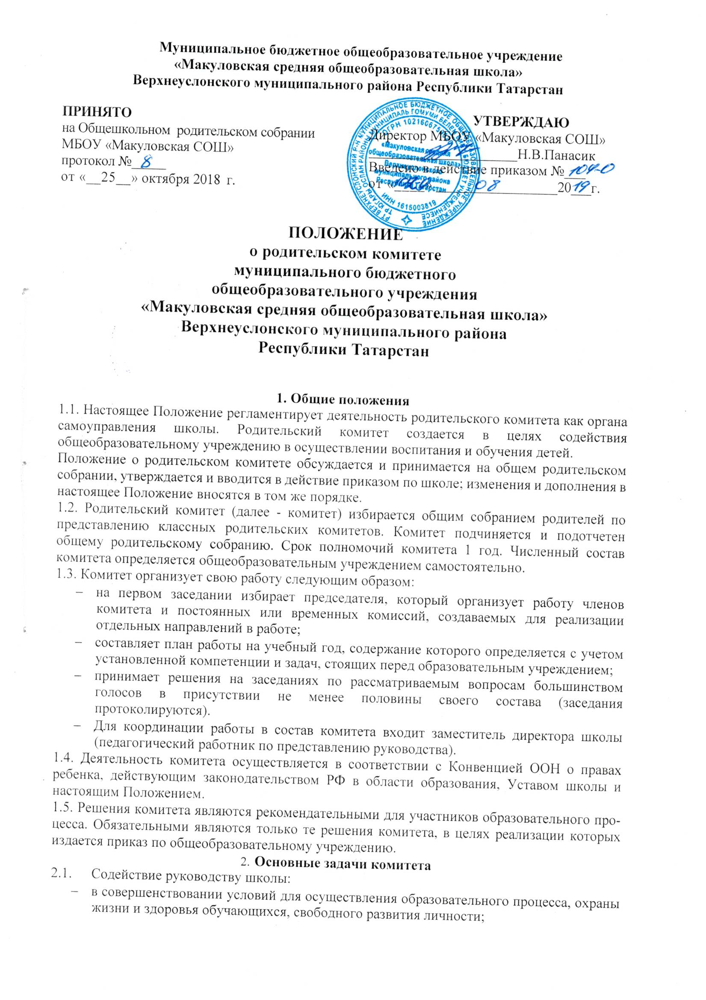 Муниципальное бюджетное общеобразовательное учреждение
«Макуловская средняя общеобразовательная школа»
Верхнеуслонского муниципального района Республики Татарстан
ПРИНЯТО
на Общешкольном родительском собрании
МБОУ «Макуловская СОШ»
протокол № 8
от «__25__» октября 2018 г.
УТВЕРЖДАЮ
Директор МБОУ «Макуловская СОШ»
____________________Н.В.Панасик
Введено в действие приказом № 104-О
от «____» 08 2019 г.
«Макуловская средняя
общеобразовательная школа»
Верхнеуслонского
муниципального района
Республики Татарстан
ИНН 1615003819
ПОЛОЖЕНИЕ
о родительском комитете
муниципального бюджетного
общеобразовательного учреждения
«Макуловская средняя общеобразовательная школа»
Верхнеуслонского муниципального района
Республики Татарстан
1. Общие положения
1.1. Настоящее Положение регламентирует деятельность родительского комитета как органа
самоуправления школы. Родительский комитет создается в целях содействия
общеобразовательному учреждению в осуществлении воспитания и обучения детей.
Положение о родительском комитете обсуждается и принимается на общем родительском
собрании, утверждается и вводится в действие приказом по школе; изменения и дополнения в
настоящее Положение вносятся в том же порядке.
1.2. Родительский комитет (далее - комитет) избирается общим собранием родителей по
представлению классных родительских комитетов. Комитет подчиняется и подотчетен
общему родительскому собранию. Срок полномочий комитета 1 год. Численный состав
комитета определяется общеобразовательным учреждением самостоятельно.
1.3. Комитет организует свою работу следующим образом:
– на первом заседании избирает председателя, который организует работу членов
комитета и постоянных или временных комиссий, создаваемых для реализации
отдельных направлений в работе;
– составляет план работы на учебный год, содержание которого определяется с учетом
установленной компетенции и задач, стоящих перед образовательным учреждением;
– принимает решения на заседаниях по рассматриваемым вопросам большинством
голосов в присутствии не менее половины своего состава (заседания
протоколируются).
– Для координации работы в состав комитета входит заместитель директора школы
(педагогический работник по представлению руководства).
1.4. Деятельность комитета осуществляется в соответствии с Конвенцией ООН о правах
ребенка, действующим законодательством РФ в области образования, Уставом школы и
настоящим Положением.
1.5. Решения комитета являются рекомендательными для участников образовательного про-
цесса. Обязательными являются только те решения комитета, в целях реализации которых
издается приказ по общеобразовательному учреждению.
2. Основные задачи комитета
2.1. Содействие руководству школы:
– в совершенствовании условий для осуществления образовательного процесса, охраны
жизни и здоровья обучающихся, свободного развития личности;